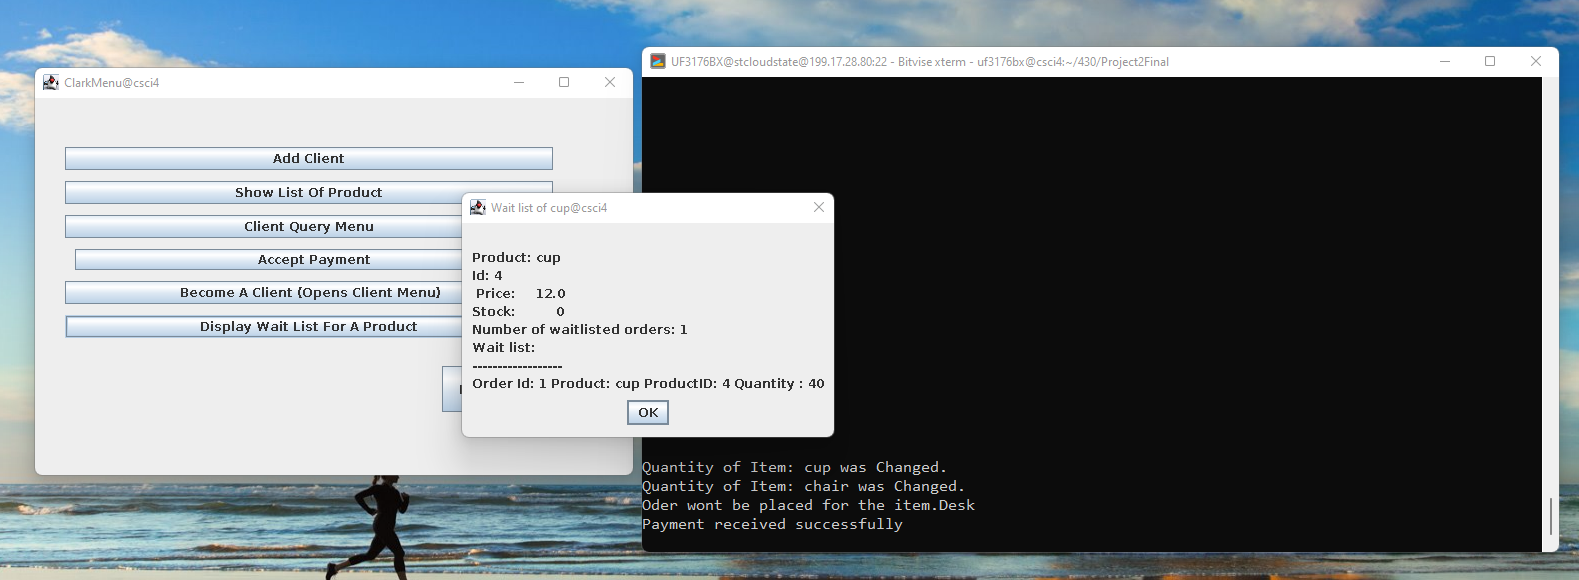 ClarkMenu@csci4
Add Client
Show List Of Product
Client Query Menu
Accept Payment
Become A Client (Opens Client Menu)
Display Wait List For A Product
Wait list of cup@csci4
Product: cup
Id: 4
Price: 12.0
Stock: 0
Number of waitlisted orders: 1
Wait list:
------------------
Order Id: 1 Product: cup ProductID: 4 Quantity : 40
OK
UF3176BX@stcloudstate@199.17.28.80:22 - Bitvise xterm - uf3176bx@csci4:~/430/Project2Final
Quantity of Item: cup was Changed.
Quantity of Item: chair was Changed.
Oder wont be placed for the item.Desk
Payment received successfully